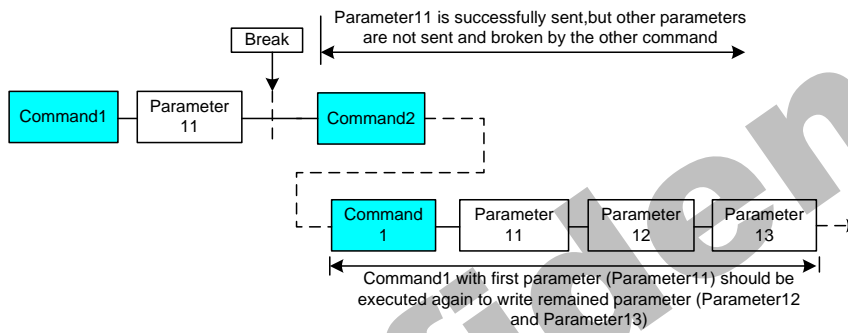 Parameter11 is successfully sent,but other parameters
are not sent and broken by the other command
Break
Command1
Parameter
11
Command2
Command
1
Parameter
11
Parameter
12
Parameter
13
Command1 with first parameter (Parameter11) should be
executed again to write remained parameter (Parameter12
and Parameter13)